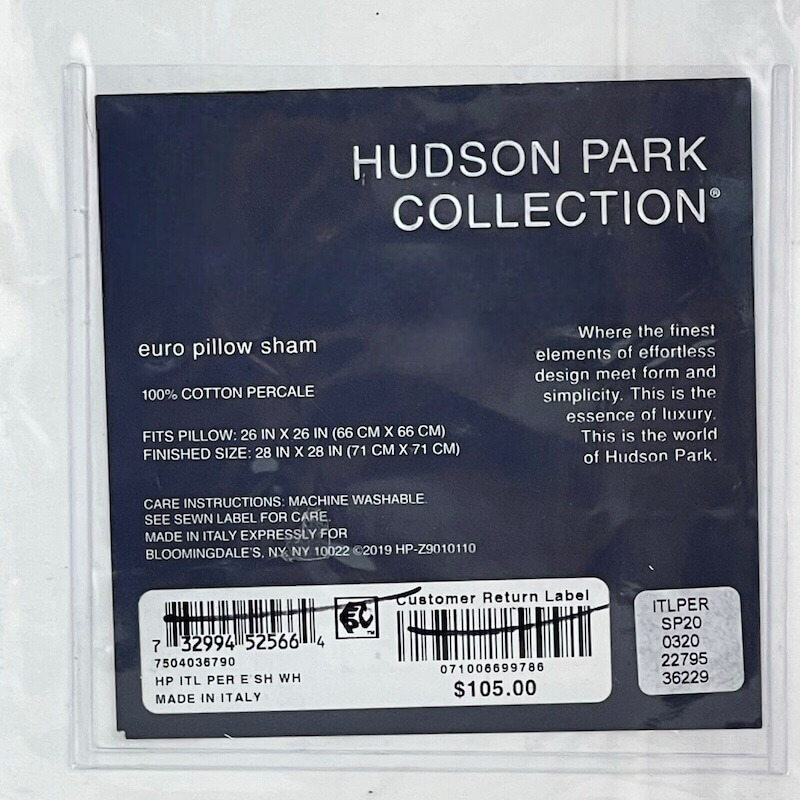 HUDSON PARK
COLLECTION®
euro pillow sham
100% COTTON PERCALE
FITS PILLOW: 26 IN X 26 IN (66 CM X 66 CM)
FINISHED SIZE: 28 IN X 28 IN (71 CM X 71 CM)
CARE INSTRUCTIONS: MACHINE WASHABLE.
SEE SEWN LABEL FOR CARE.
MADE IN ITALY EXPRESSLY FOR
BLOOMINGDALE'S, NY, NY 10022 ©2019 HP-Z9010110
Where the finest
elements of effortless
design meet form and
simplicity. This is the
essence of luxury.
This is the world
of Hudson Park.
7 32994 52566 4
7504036790
HP ITL PER E SH WH
MADE IN ITALY
Customer Return Label
071006699786
$105.00
ITLPER
SP20
0320
22795
36229